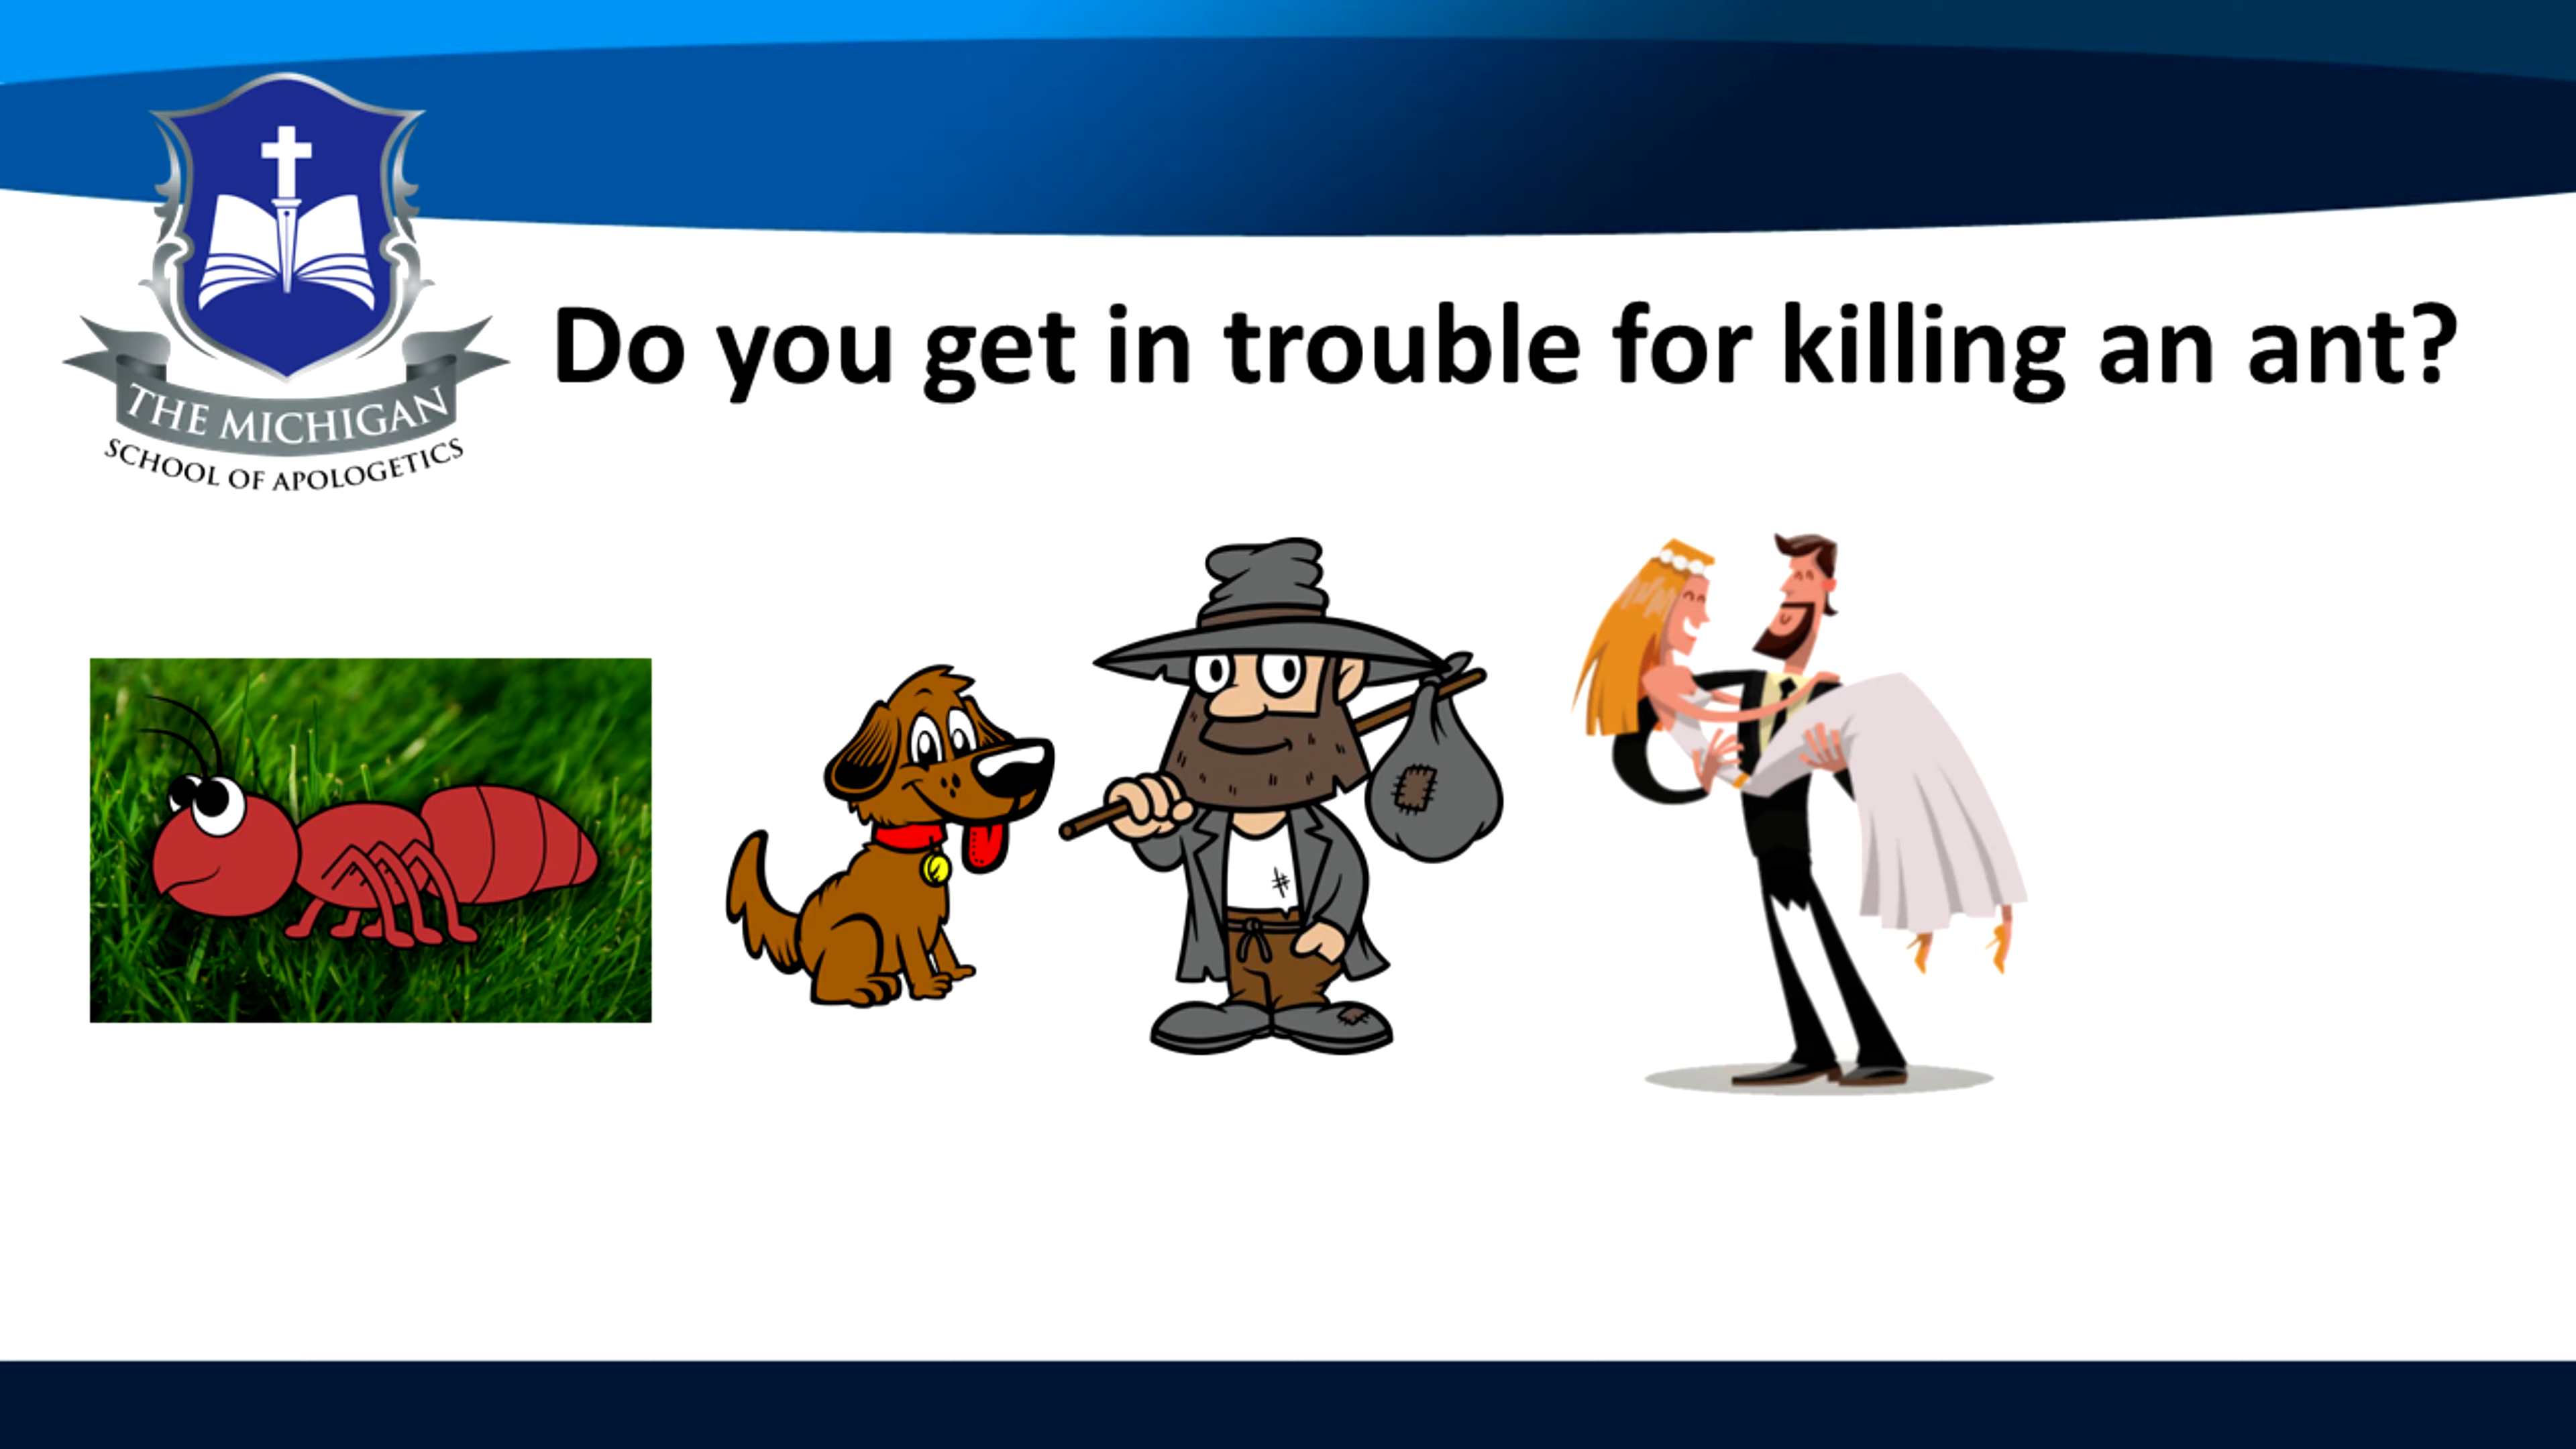 Do you get in trouble for killing an ant?
THE MICHIGAN
SCHOOL OF APOLOGETICS